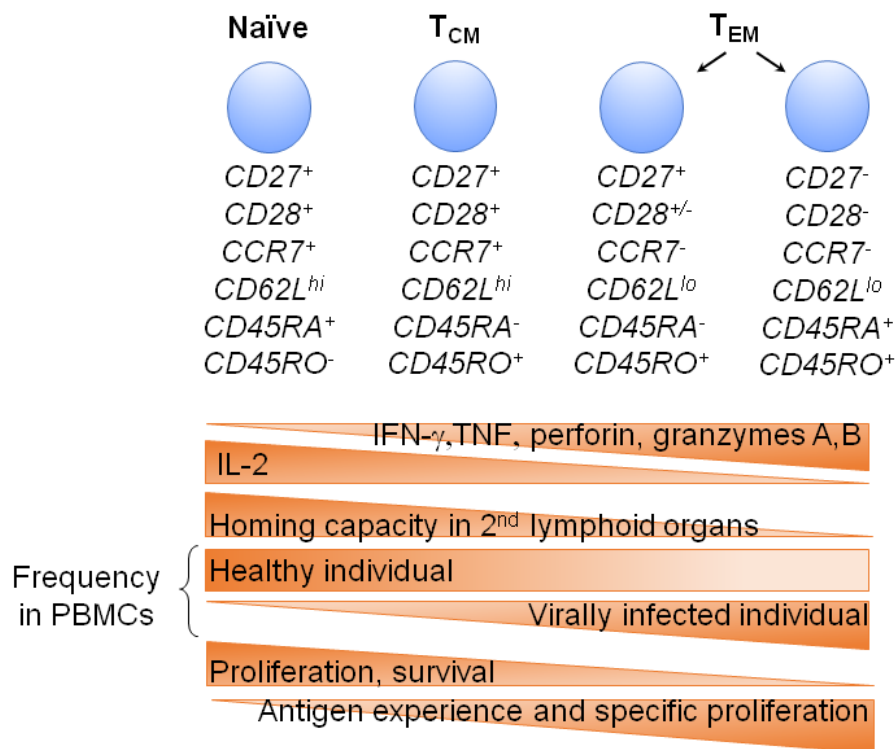 Naïve T_CM T_EM
CD27⁺ CD27⁺ CD27⁺ CD27⁻
CD28⁺ CD28⁺ CD28⁺/⁻ CD28⁻
CCR7⁺ CCR7⁺ CCR7⁻ CCR7⁻
CD62Lʰⁱ CD62Lʰⁱ CD62Lˡᵒ CD62Lˡᵒ
CD45RA⁺ CD45RA⁻ CD45RA⁻ CD45RA⁺
CD45RO⁻ CD45RO⁺ CD45RO⁺ CD45RO⁺
IFN-γ,TNF, perforin, granzymes A,B
IL-2
Homing capacity in 2ⁿᵈ lymphoid organs
Frequency
in PBMCs
Healthy individual
Virally infected individual
Proliferation, survival
Antigen experience and specific proliferation